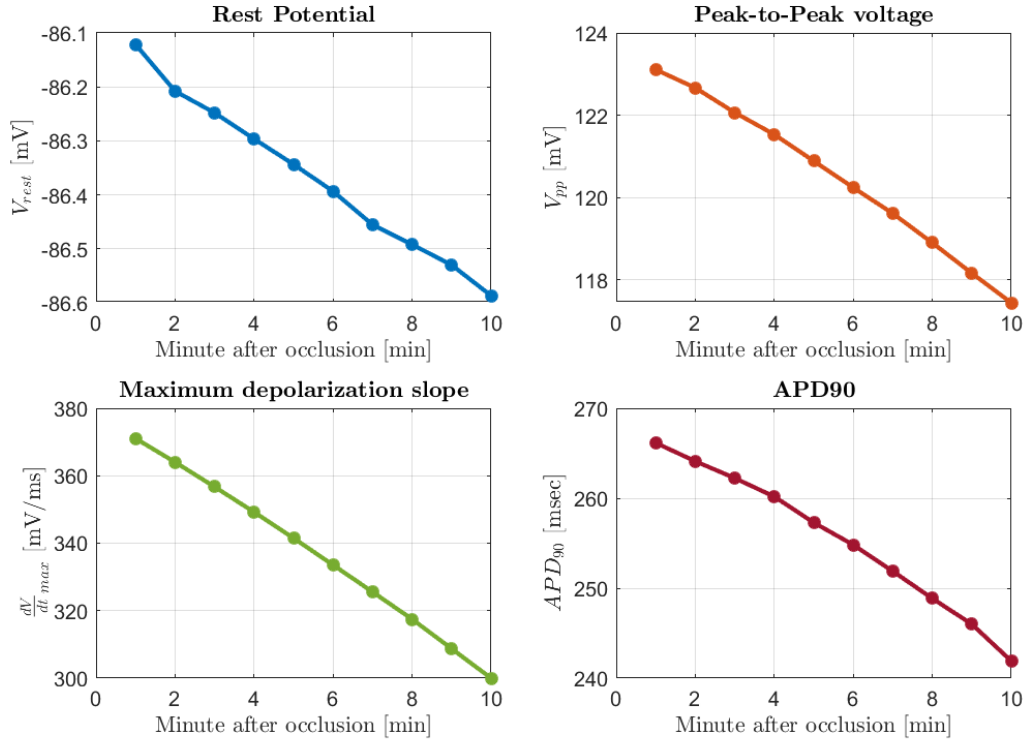 Rest Potential
-86.1
-86.2
-86.3
-86.4
-86.5
-86.6
V_rest [mV]
0 2 4 6 8 10
Minute after occlusion [min]
Peak-to-Peak voltage
124
122
120
118
V_pp [mV]
0 2 4 6 8 10
Minute after occlusion [min]
Maximum depolarization slope
380
360
340
320
300
dV/dt max [mV/ms]
0 2 4 6 8 10
Minute after occlusion [min]
APD90
270
260
250
240
APD_90 [msec]
0 2 4 6 8 10
Minute after occlusion [min]